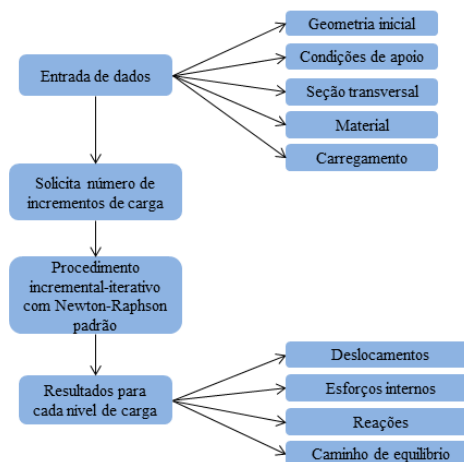 Entrada de dados
Geometria inicial
Condições de apoio
Seção transversal
Material
Carregamento
Solicita número de
incrementos de carga
Procedimento
incremental-iterativo
com Newton-Raphson
padrão
Resultados para
cada nível de carga
Deslocamentos
Esforços internos
Reações
Caminho de equilíbrio